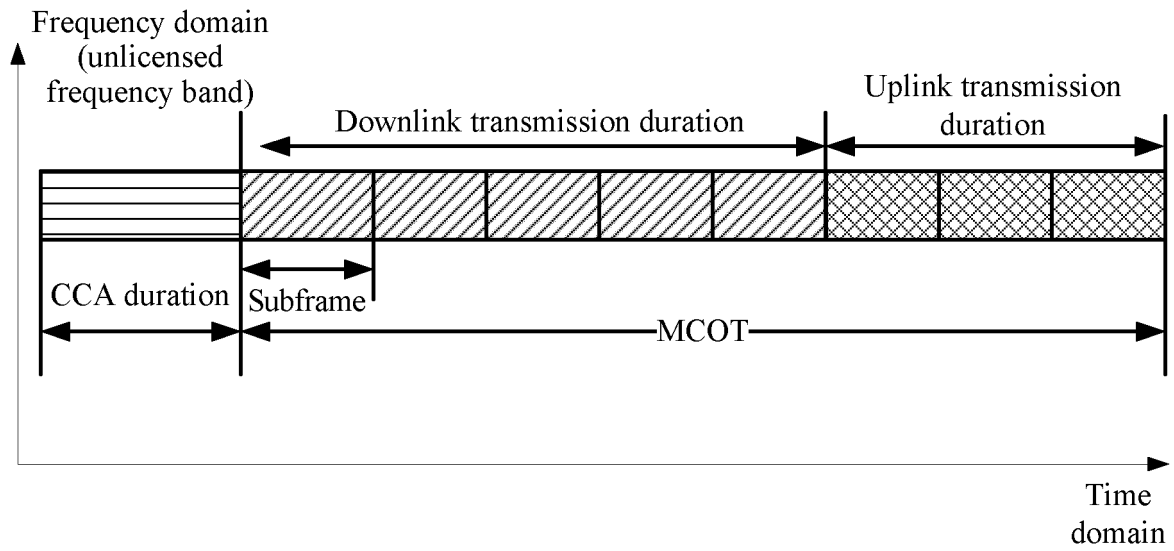 Frequency domain
(unlicensed
frequency band)
Downlink transmission duration
Uplink transmission
duration
CCA duration
Subframe
MCOT
Time
domain